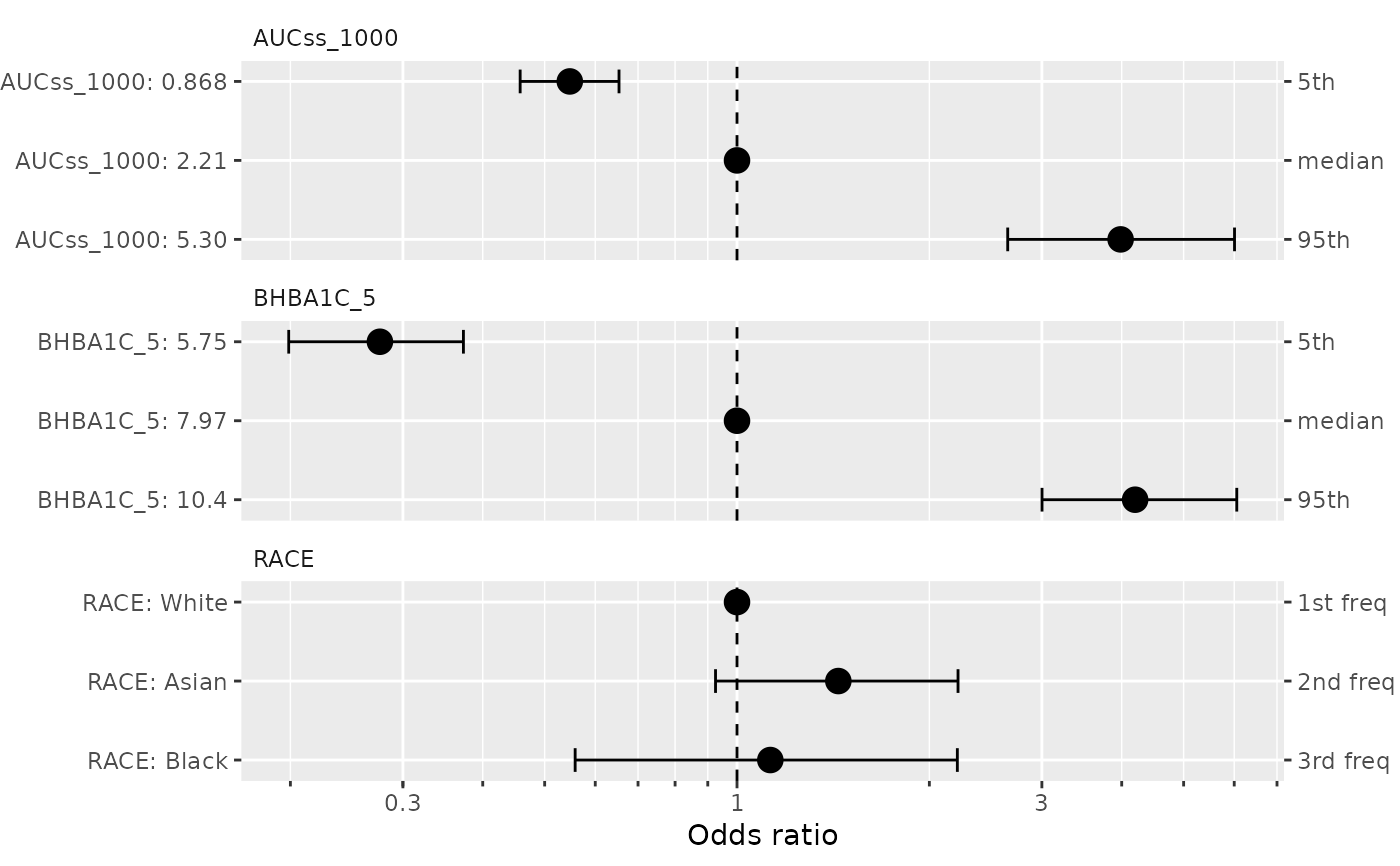 AUCss_1000
AUCss_1000: 0.868 5th
AUCss_1000: 2.21 median
AUCss_1000: 5.30 95th
BHBA1C_5
BHBA1C_5: 5.75 5th
BHBA1C_5: 7.97 median
BHBA1C_5: 10.4 95th
RACE
RACE: White 1st freq
RACE: Asian 2nd freq
RACE: Black 3rd freq
0.3 1 3
Odds ratio